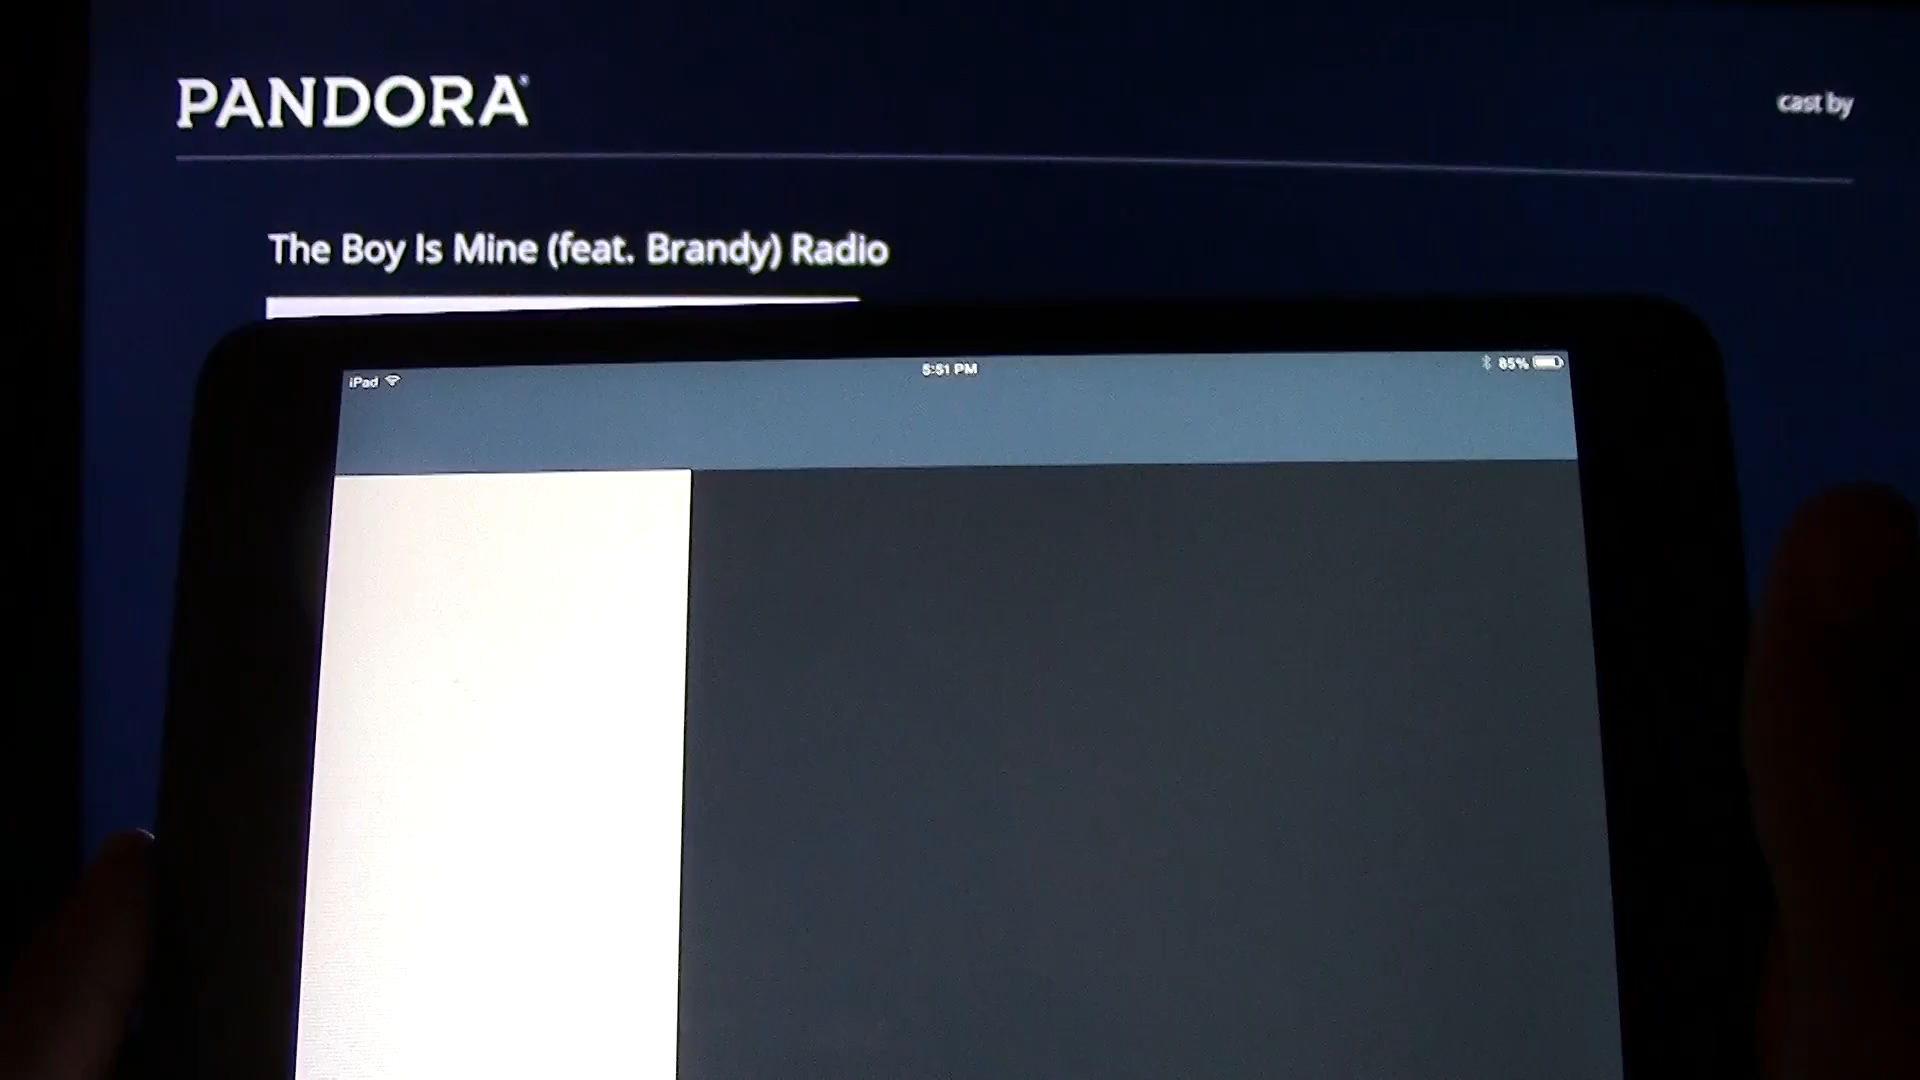 PANDORA®
cast by
The Boy Is Mine (feat. Brandy) Radio
iPad
5:51 PM
85%